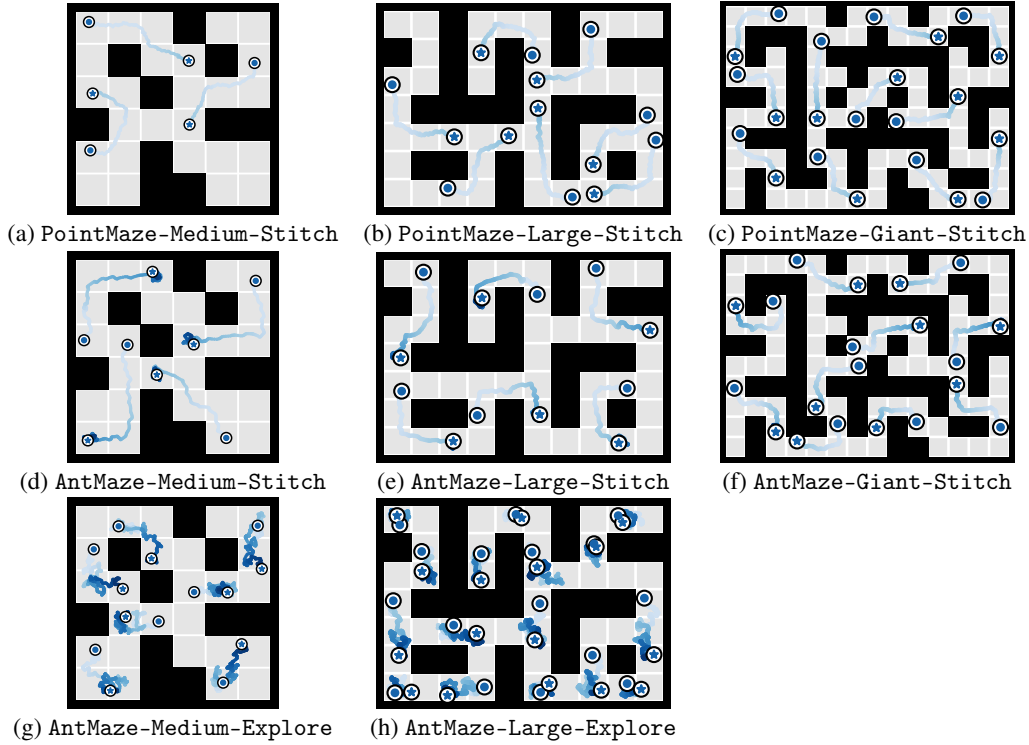 (a) PointMaze-Medium-Stitch
(b) PointMaze-Large-Stitch
(c) PointMaze-Giant-Stitch
(d) AntMaze-Medium-Stitch
(e) AntMaze-Large-Stitch
(f) AntMaze-Giant-Stitch
(g) AntMaze-Medium-Explore
(h) AntMaze-Large-Explore